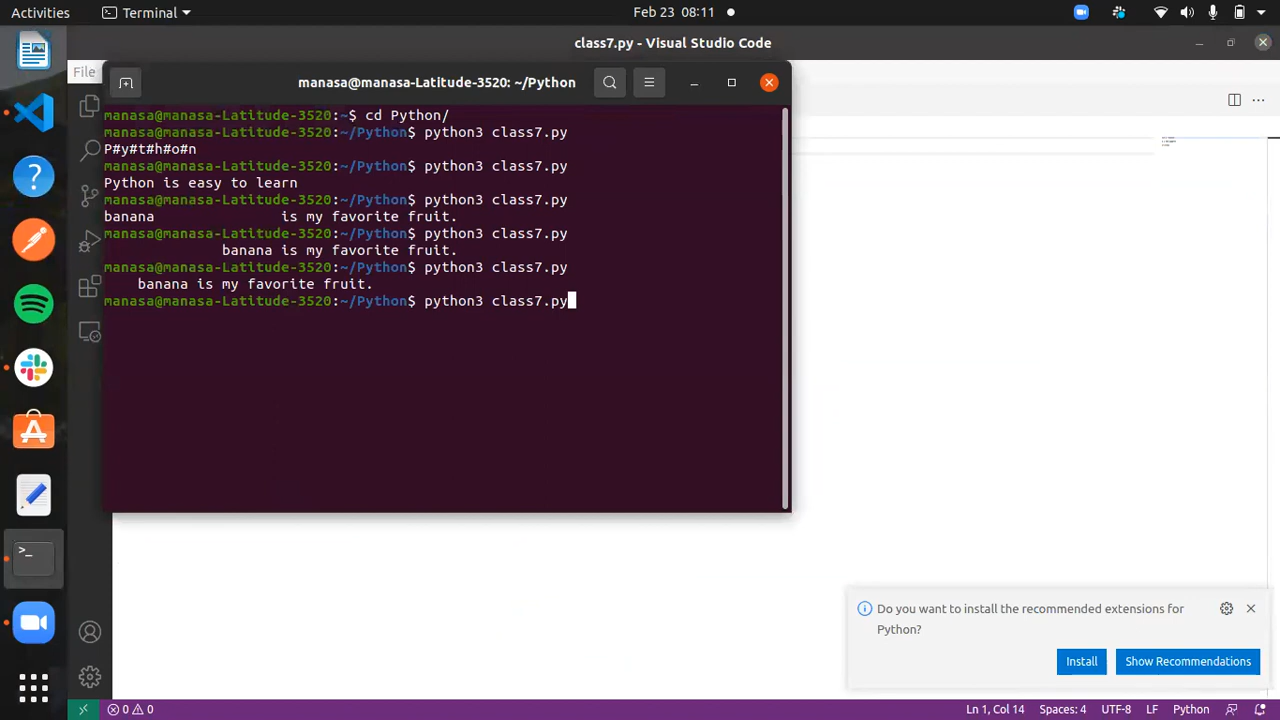 Activities
Terminal
Feb 23 08:11
class7.py - Visual Studio Code
File
manasa@manasa-Latitude-3520: ~/Python
manasa@manasa-Latitude-3520:~$ cd Python/
manasa@manasa-Latitude-3520:~/Python$ python3 class7.py
P#y#t#h#o#n
manasa@manasa-Latitude-3520:~/Python$ python3 class7.py
Python is easy to learn
manasa@manasa-Latitude-3520:~/Python$ python3 class7.py
banana               is my favorite fruit.
manasa@manasa-Latitude-3520:~/Python$ python3 class7.py
              banana is my favorite fruit.
manasa@manasa-Latitude-3520:~/Python$ python3 class7.py
    banana is my favorite fruit.
manasa@manasa-Latitude-3520:~/Python$ python3 class7.py
Do you want to install the recommended extensions for
Python?
Install
Show Recommendations
0 0
Ln 1, Col 14
Spaces: 4
UTF-8
LF
Python